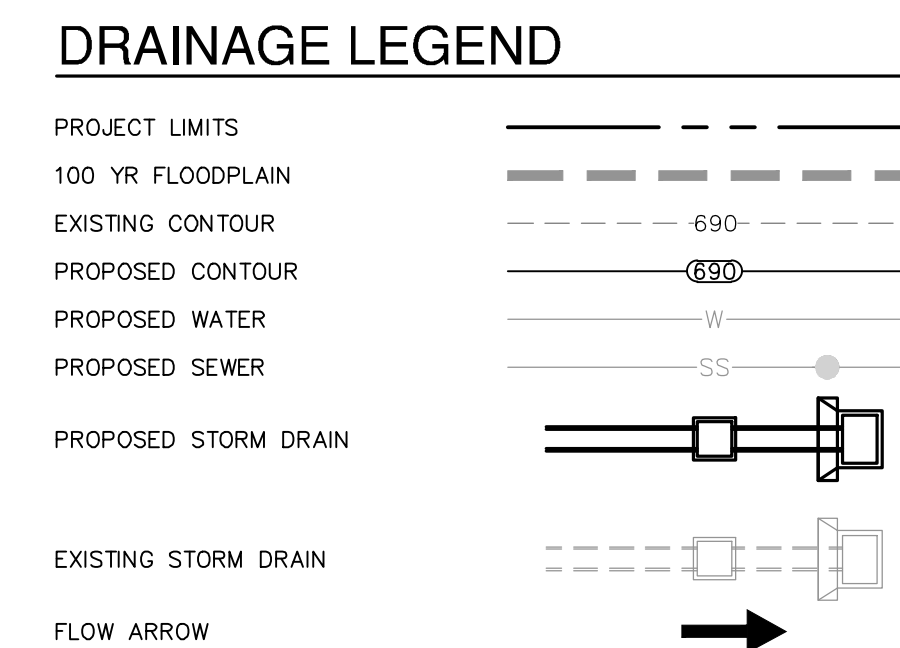 DRAINAGE LEGEND
PROJECT LIMITS
100 YR FLOODPLAIN
EXISTING CONTOUR 690
PROPOSED CONTOUR 690
PROPOSED WATER W
PROPOSED SEWER SS
PROPOSED STORM DRAIN
EXISTING STORM DRAIN
FLOW ARROW